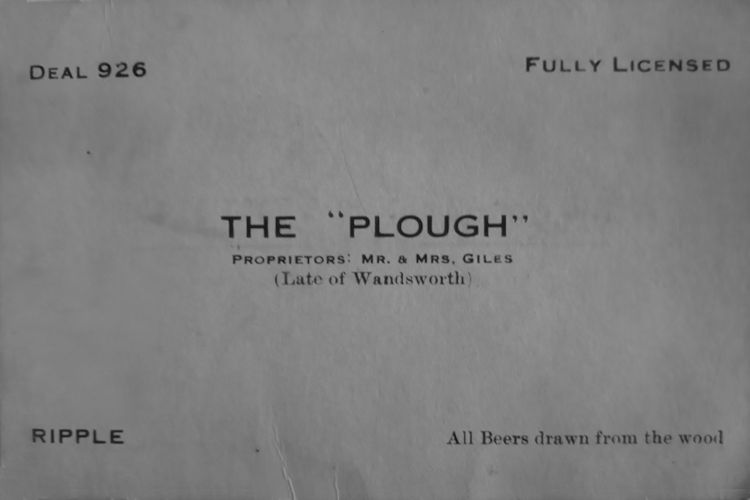 DEAL 926
FULLY LICENSED
THE "PLOUGH"
PROPRIETORS: MR. & MRS. GILES
(Late of Wandsworth)
RIPPLE
All Beers drawn from the wood